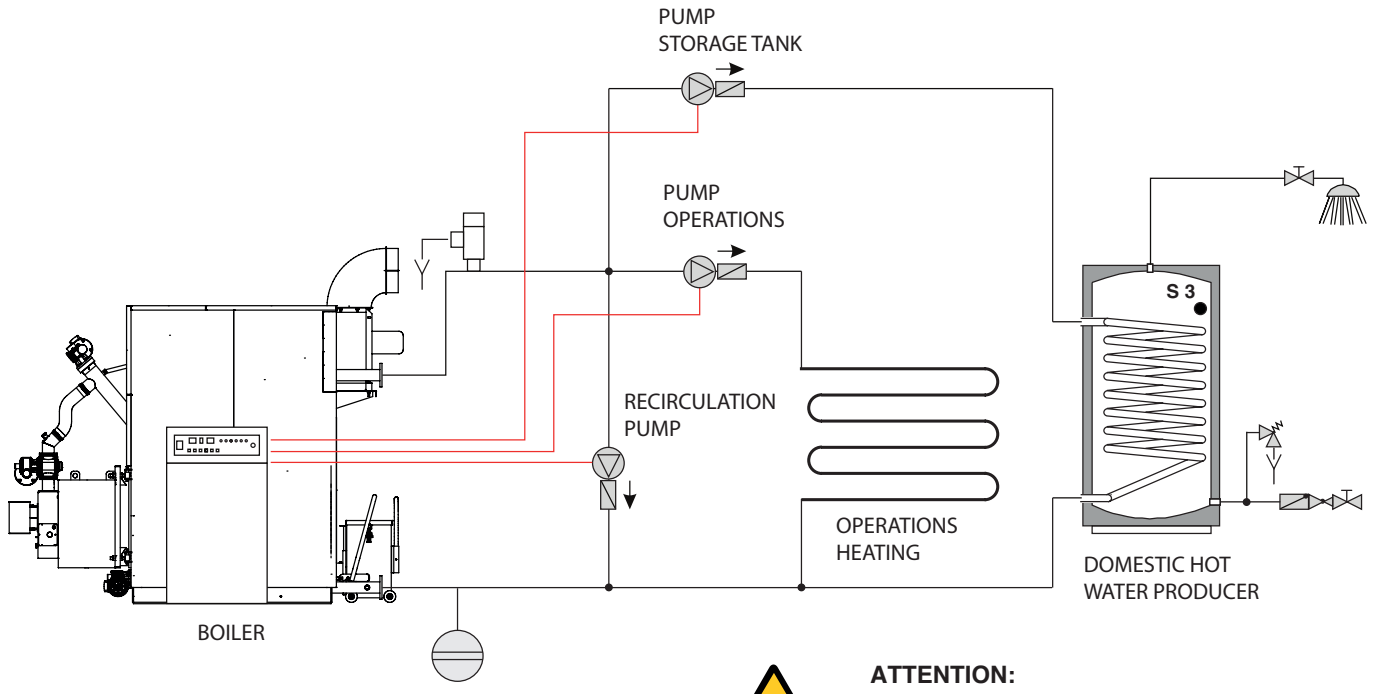 PUMP
STORAGE TANK
PUMP
OPERATIONS
S 3
RECIRCULATION
PUMP
OPERATIONS
HEATING
DOMESTIC HOT
WATER PRODUCER
BOILER
ATTENTION: